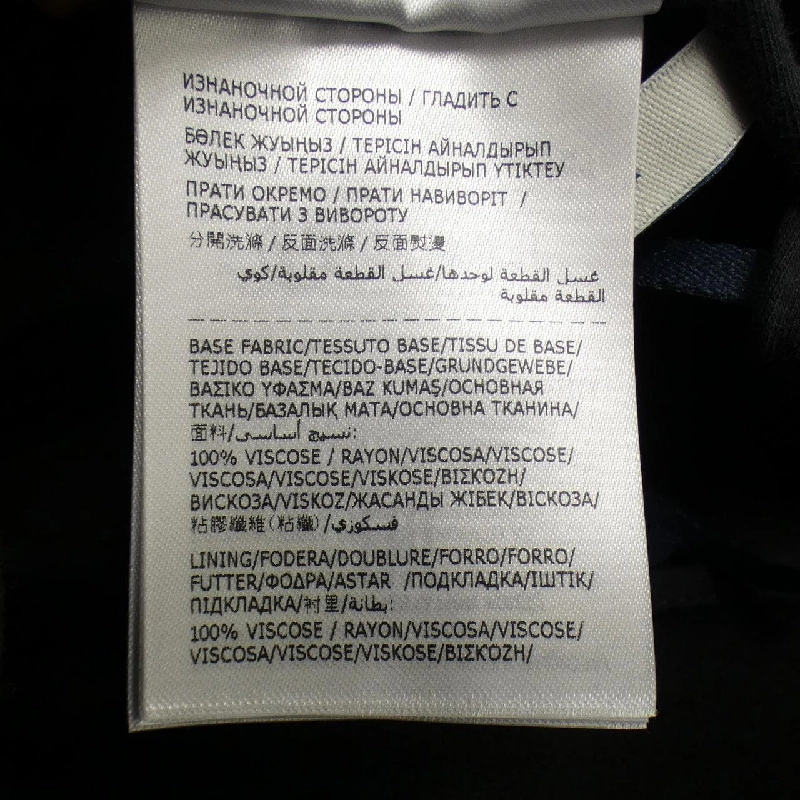 ИЗНАНОЧНОЙ СТОРОНЫ / ГЛАДИТЬ С
ИЗНАНОЧНОЙ СТОРОНЫ
БӨЛЕК ЖУЫҢЫЗ / ТЕРІСІН АЙНАЛДЫРЫП
ЖУЫҢЫЗ / ТЕРІСІН АЙНАЛДЫРЫП ҮТІКТЕУ
ПРАТИ ОКРЕМО / ПРАТИ НАВИВОРІТ /
ПРАСУВАТИ З ВИВОРОТУ
分開洗滌 / 反面洗滌 / 反面熨燙
غسل القطعة لوحدها/غسل القطعة مقلوبة/كوي
القطعة مقلوبة
BASE FABRIC/TESSUTO BASE/TISSU DE BASE/
TEJIDO BASE/TECIDO-BASE/GRUNDGEWEBE/
ΒΑΣΙΚΟ ΥΦΑΣΜΑ/BAZ KUMAŞ/ОСНОВНАЯ
ТКАНЬ/БАЗАЛЫҚ МАТА/ОСНОВНА ТКАНИНА/
面料/نسيج أساسي:
100% VISCOSE / RAYON/VISCOSA/VISCOSE/
VISCOSA/VISCOSE/VISKOSE/ΒΙΣΚΌΖΗ/
ВИСКОЗА/VISKOZ/ЖАСАНДЫ ЖІБЕК/ВІСКОЗА/
粘膠纖維(粘纖)/فسكوزي
LINING/FODERA/DOUBLURE/FORRO/FORRO/
FUTTER/ΦΟΔΡΑ/ASTAR /ПОДКЛАДКА/ІШТІК/
ПІДКЛАДКА/衬里/بطانة:
100% VISCOSE / RAYON/VISCOSA/VISCOSE/
VISCOSA/VISCOSE/VISKOSE/ΒΙΣΚΌΖΗ/